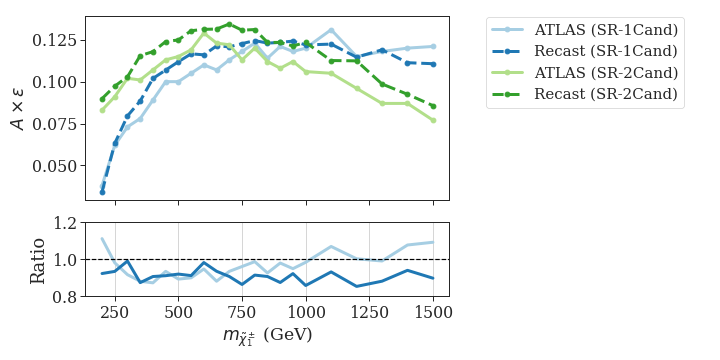 0.125
0.100
0.075
0.050
A × ε
ATLAS (SR-1Cand)
Recast (SR-1Cand)
ATLAS (SR-2Cand)
Recast (SR-2Cand)
1.2
1.0
0.8
Ratio
250 500 750 1000 1250 1500
m_{χ̃₁^±} (GeV)